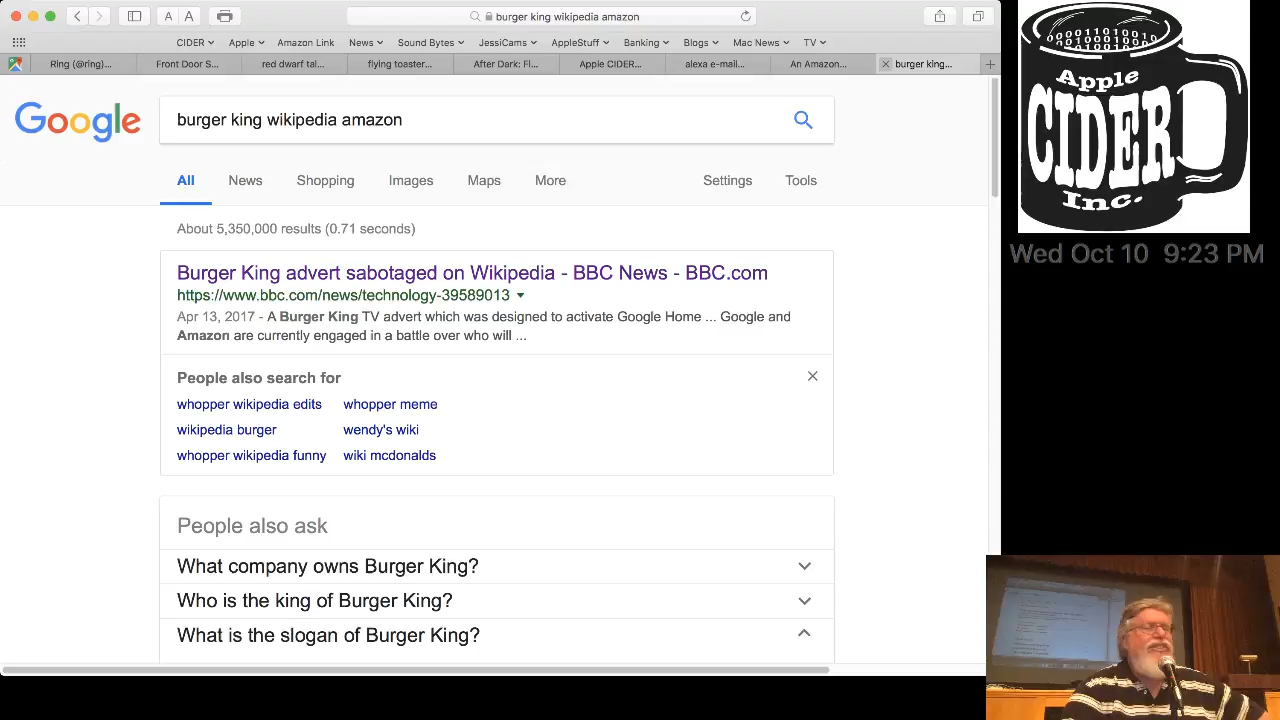 burger king wikipedia amazon
CIDER Apple Amazon Link News Sound Bytes JessiCams AppleStuff Banking Blogs Mac News TV
Ring (@ring)... Front Door S... red dwarf tal... flying toaster... After Dark: Fl... Apple CIDER... alexa e-mail... An Amazon... burger king...
Google
burger king wikipedia amazon
All News Shopping Images Maps More Settings Tools
About 5,350,000 results (0.71 seconds)
Burger King advert sabotaged on Wikipedia - BBC News - BBC.com
https://www.bbc.com/news/technology-39589013
Apr 13, 2017 - A Burger King TV advert which was designed to activate Google Home ... Google and
Amazon are currently engaged in a battle over who will ...
People also search for
whopper wikipedia edits whopper meme
wikipedia burger wendy's wiki
whopper wikipedia funny wiki mcdonalds
People also ask
What company owns Burger King?
Who is the king of Burger King?
What is the slogan of Burger King?
000011010010
Apple
CIDER
Inc.
Wed Oct 10 9:23 PM